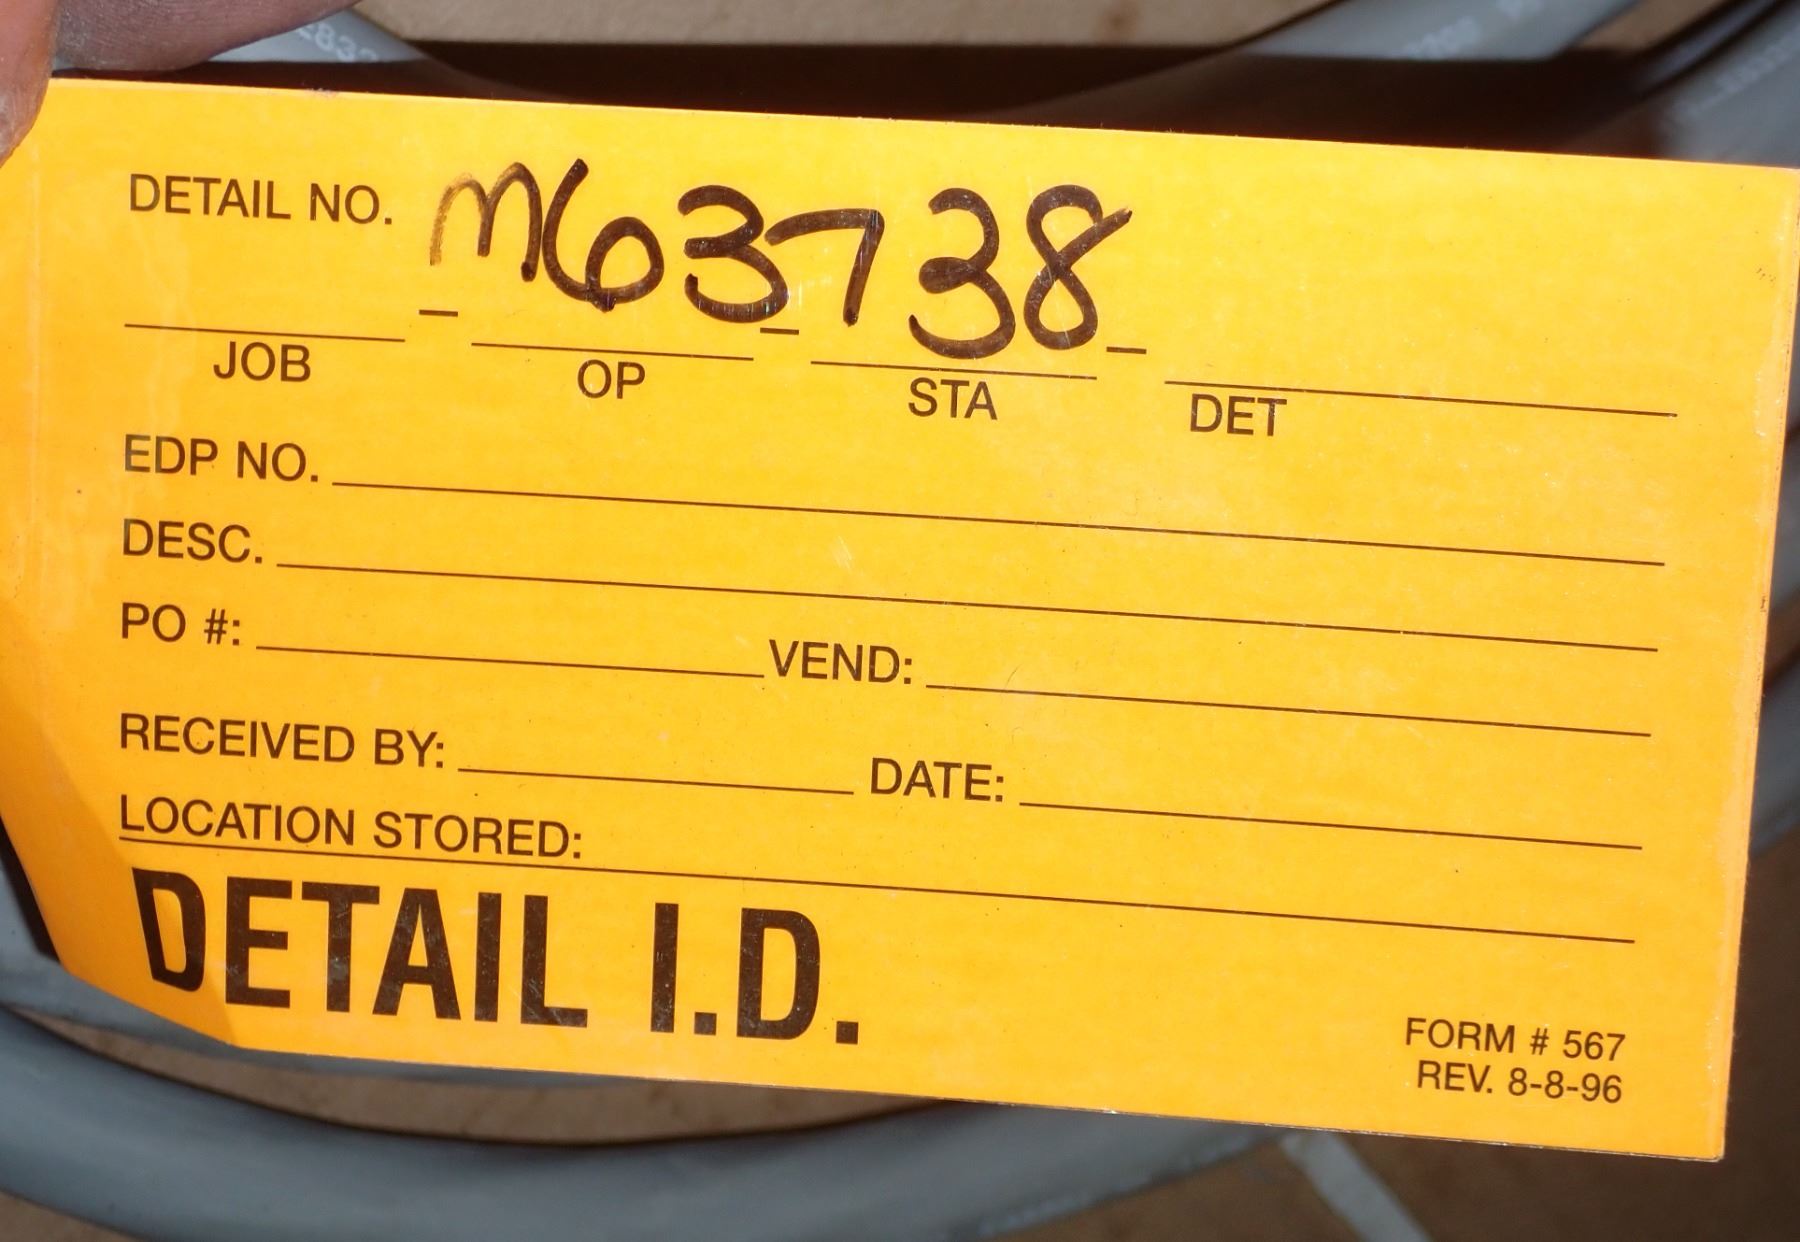 DETAIL NO. M63738
JOB – OP – STA – DET
EDP NO.
DESC.
PO #: VEND:
RECEIVED BY: DATE:
LOCATION STORED:
DETAIL I.D.
FORM # 567
REV. 8-8-96